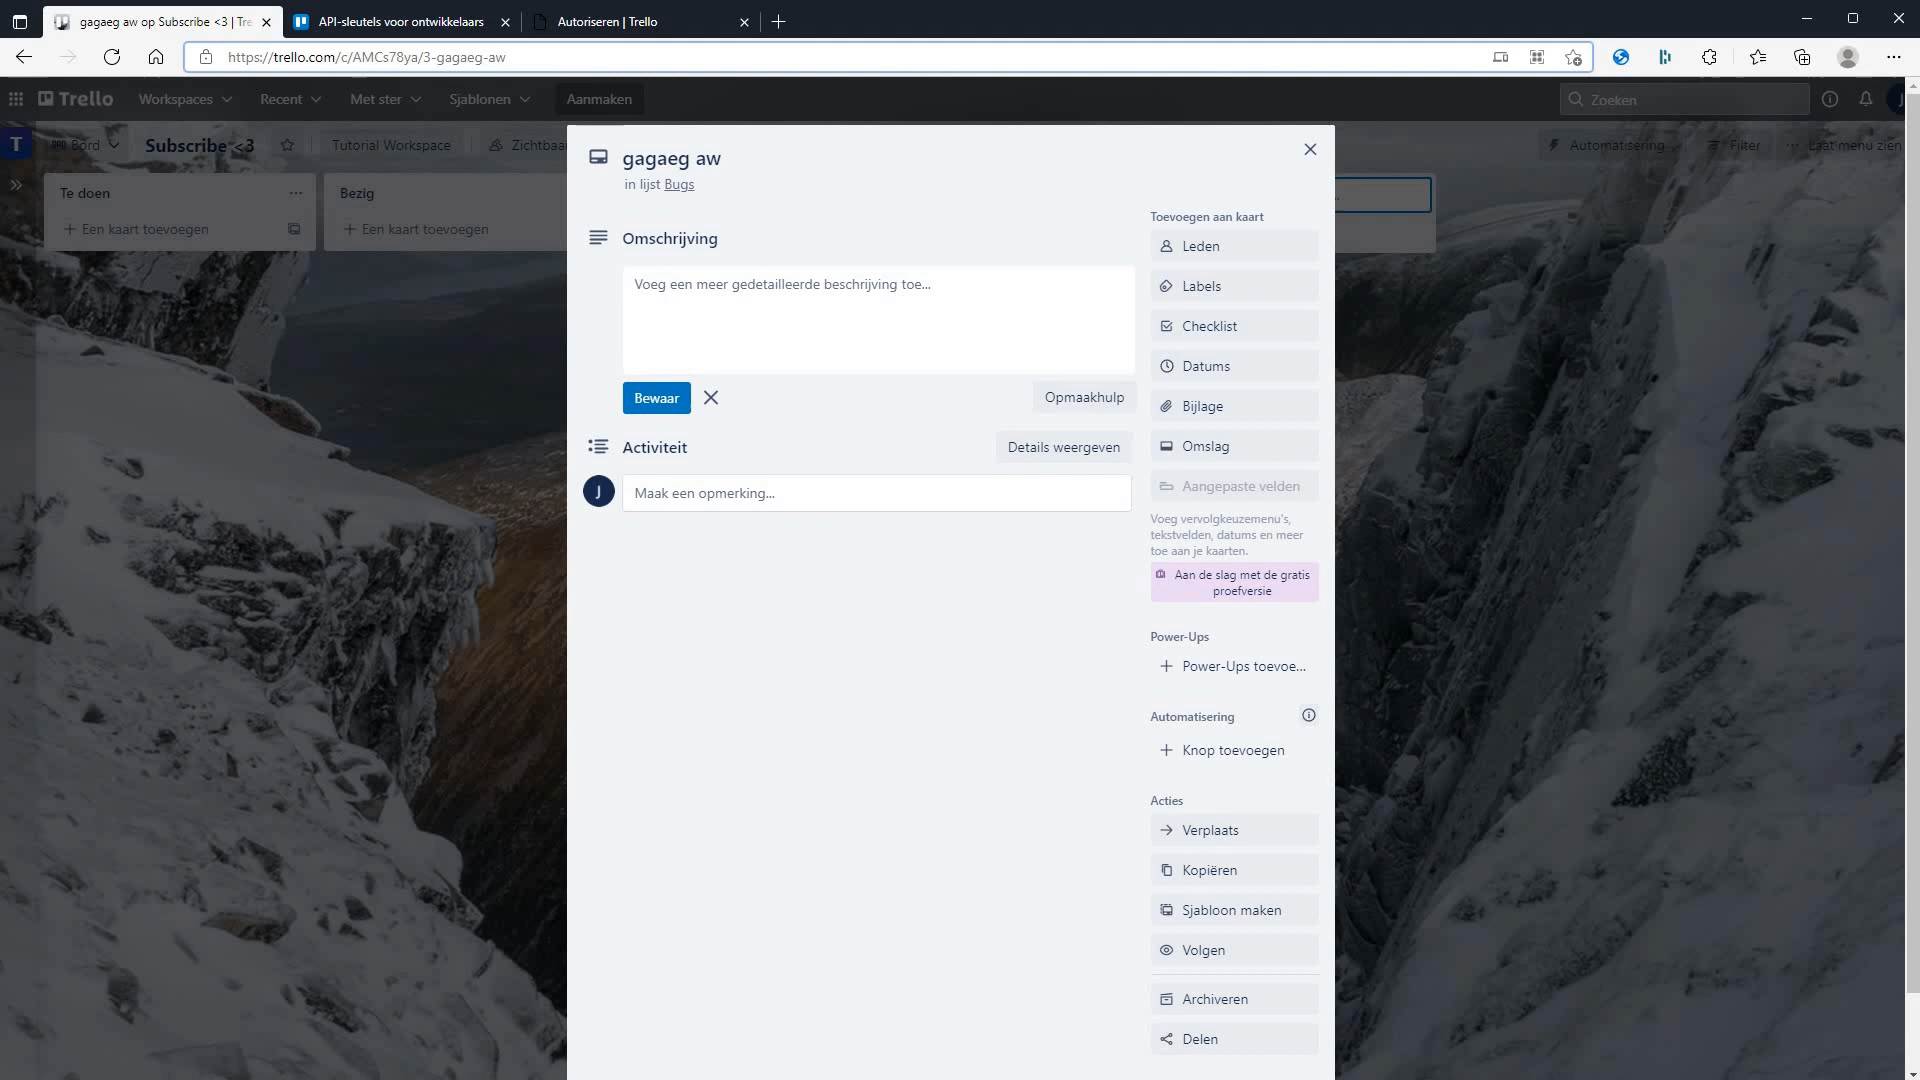 gagaeg aw op Subscribe <3 | Tre
API-sleutels voor ontwikkelaars
Autoriseren | Trello
https://trello.com/c/AMCs78ya/3-gagaeg-aw
Trello
Workspaces
Recent
Met ster
Sjablonen
Aanmaken
Zoeken
J
T
Bord
Subscribe <3
Tutorial Workspace
Zichtbaa
Automatisering
Filter
Laat menu zien
Te doen
Een kaart toevoegen
Bezig
Een kaart toevoegen
gagaeg aw
in lijst Bugs
Omschrijving
Voeg een meer gedetailleerde beschrijving toe...
Bewaar
Opmaakhulp
Activiteit
Details weergeven
J
Maak een opmerking...
Toevoegen aan kaart
Leden
Labels
Checklist
Datums
Bijlage
Omslag
Aangepaste velden
Voeg vervolgkeuzemenu's,
tekstvelden, datums en meer
toe aan je kaarten.
Aan de slag met de gratis
proefversie
Power-Ups
Power-Ups toevoe...
Automatisering
Knop toevoegen
Acties
Verplaats
Kopiëren
Sjabloon maken
Volgen
Archiveren
Delen